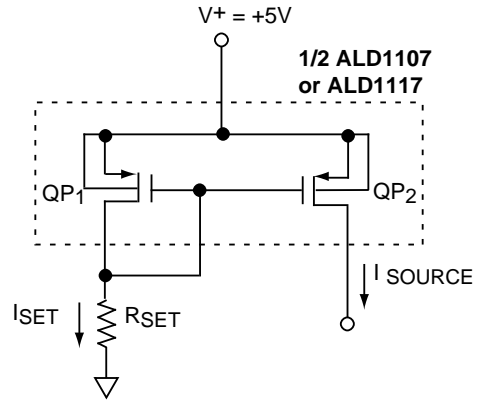 V+ = +5V
1/2 ALD1107
or ALD1117
QP1
QP2
I SOURCE
ISET
RSET